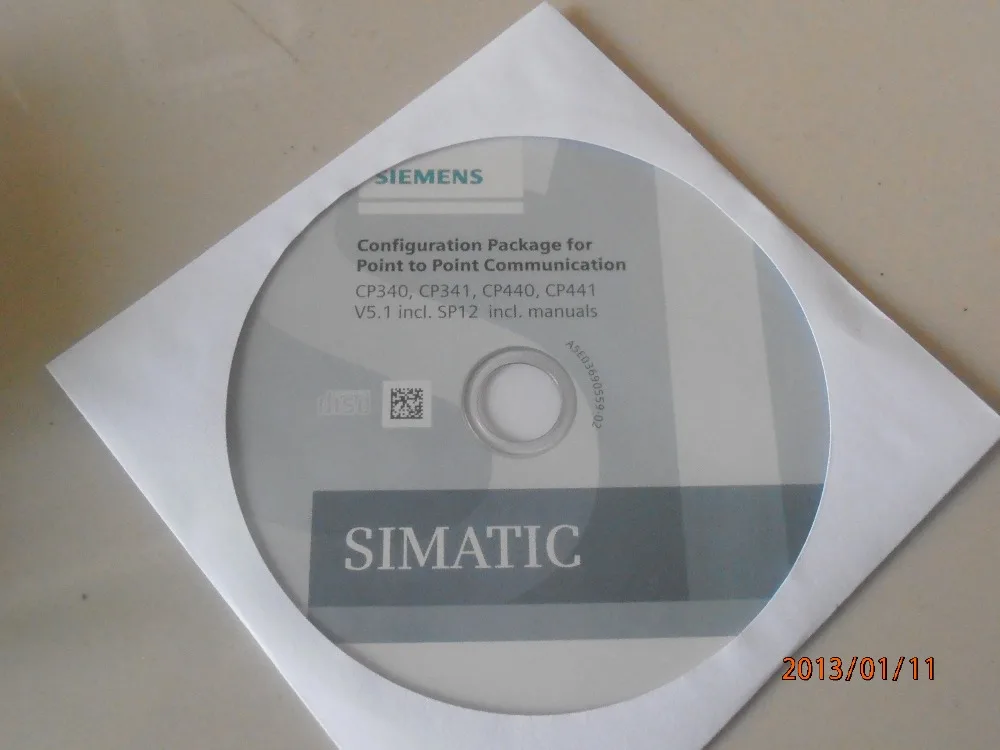 SIEMENS
Configuration Package for
Point to Point Communication
CP340, CP341, CP440, CP441
V5.1 incl. SP12 incl. manuals
A5E03690559-02
SIMATIC
2013/01/11